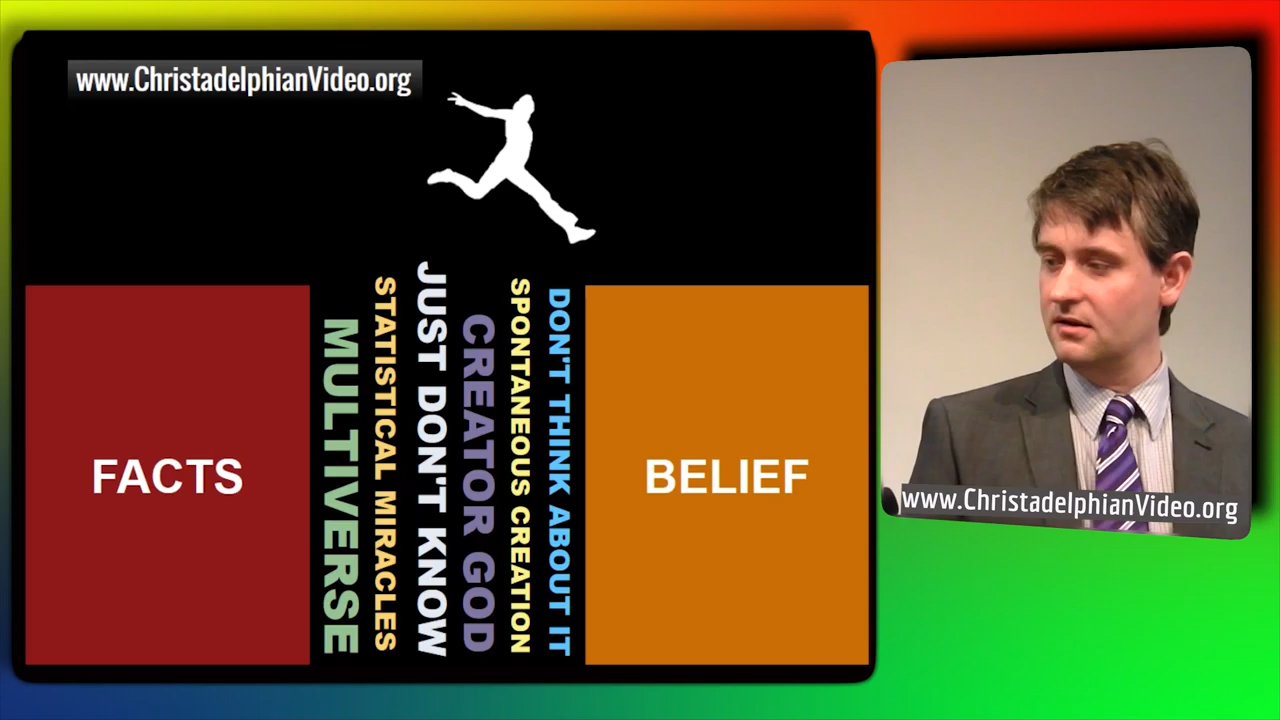 www.ChristadelphianVideo.org
FACTS
MULTIVERSE
STATISTICAL MIRACLES
JUST DON'T KNOW
CREATOR GOD
SPONTANEOUS CREATION
DON'T THINK ABOUT IT
BELIEF
www.ChristadelphianVideo.org